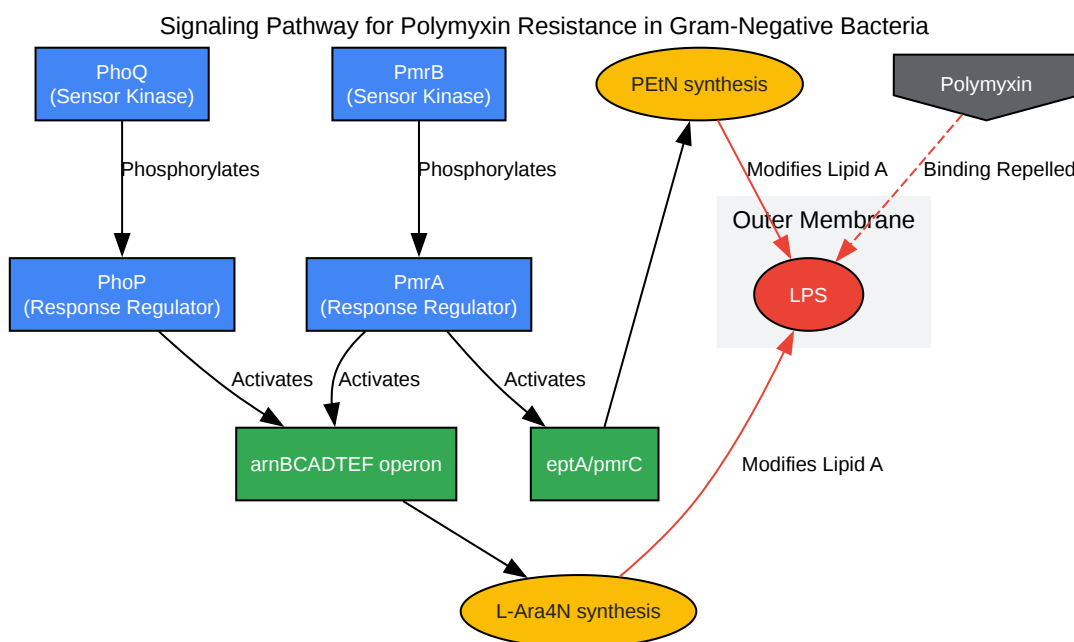 Signaling Pathway for Polymyxin Resistance in Gram-Negative Bacteria
PhoQ
(Sensor Kinase)
PmrB
(Sensor Kinase)
PEtN synthesis
Polymyxin
Phosphorylates
Phosphorylates
Modifies Lipid A
Binding Repelled
Outer Membrane
PhoP
(Response Regulator)
PmrA
(Response Regulator)
LPS
Activates
Activates
Activates
arnBCADTEF operon
eptA/pmrC
Modifies Lipid A
L-Ara4N synthesis